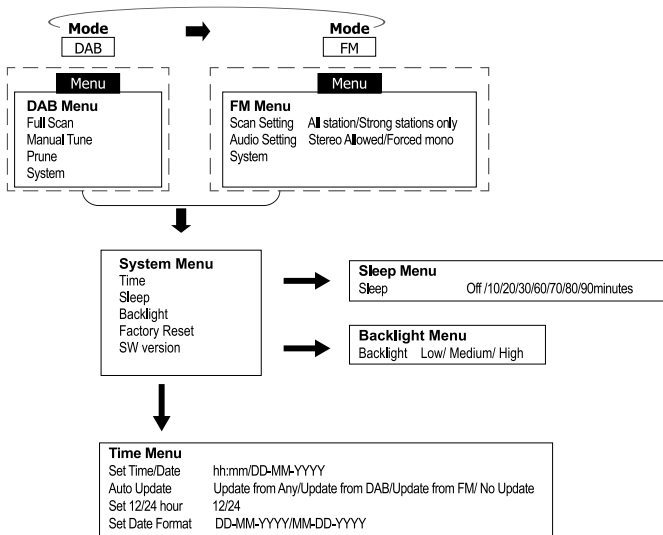 Mode
DAB
Mode
FM
Menu
DAB Menu
Full Scan
Manual Tune
Prune
System
Menu
FM Menu
Scan Setting All station/Strong stations only
Audio Setting Stereo Allowed/Forced mono
System
System Menu
Time
Sleep
Backlight
Factory Reset
SW version
Sleep Menu
Sleep Off /10/20/30/60/70/80/90minutes
Backlight Menu
Backlight Low/ Medium/ High
Time Menu
Set Time/Date hh:mm/DD-MM-YYYY
Auto Update Update from Any/Update from DAB/Update from FM/ No Update
Set 12/24 hour 12/24
Set Date Format DD-MM-YYYY/MM-DD-YYYY